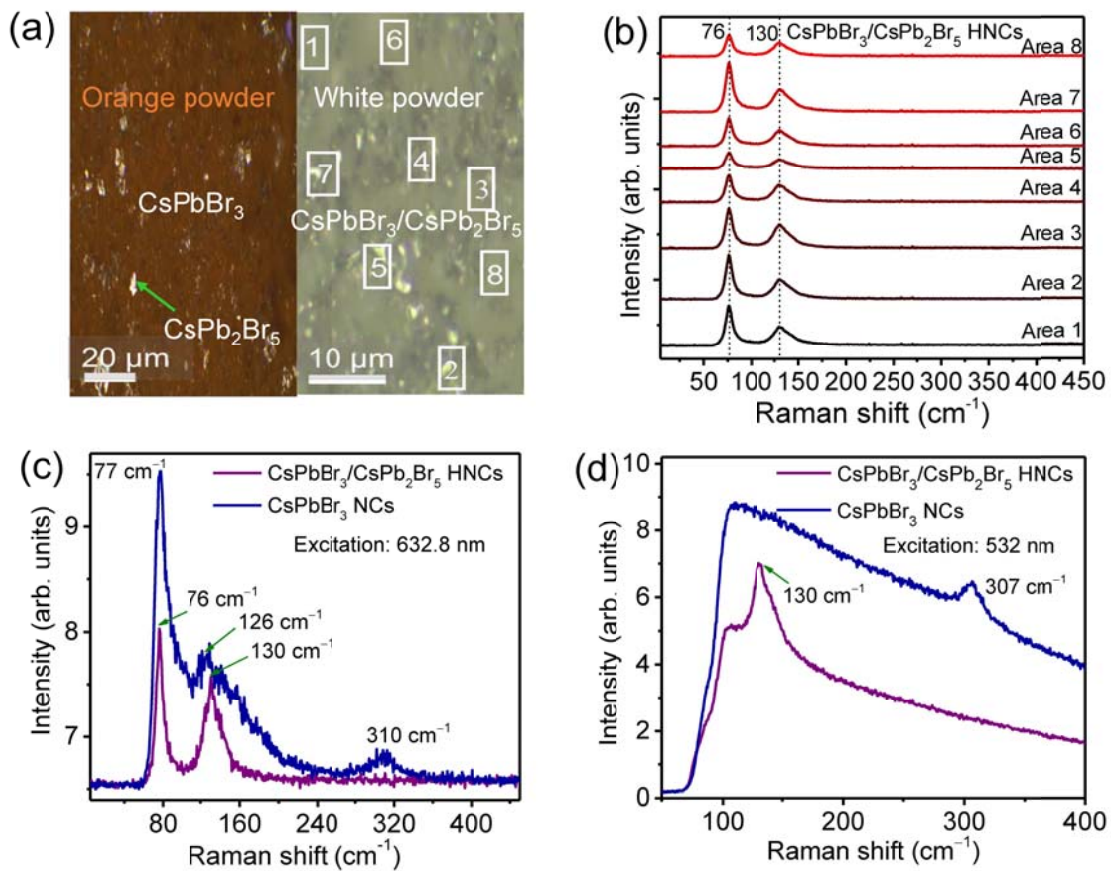 (a)
1
6
Orange powder
White powder
4
7
3
CsPbBr₃
CsPbBr₃/CsPb₂Br₅
5
8
CsPb₂Br₅
20 μm
10 μm
2
(b)
76
130
CsPbBr₃/CsPb₂Br₅ HNCs
Area 8
Area 7
Area 6
Area 5
Area 4
Area 3
Area 2
Area 1
Intensity (arb. units)
50 100 150 200 250 300 350 400 450
Raman shift (cm⁻¹)
(c)
77 cm⁻¹
CsPbBr₃/CsPb₂Br₅ HNCs
CsPbBr₃ NCs
Excitation: 632.8 nm
76 cm⁻¹
126 cm⁻¹
130 cm⁻¹
310 cm⁻¹
9
8
7
Intensity (arb. units)
80 160 240 320 400
Raman shift (cm⁻¹)
(d)
CsPbBr₃/CsPb₂Br₅ HNCs
CsPbBr₃ NCs
Excitation: 532 nm
130 cm⁻¹
307 cm⁻¹
10
8
6
4
2
0
Intensity (arb. units)
100 200 300 400
Raman shift (cm⁻¹)